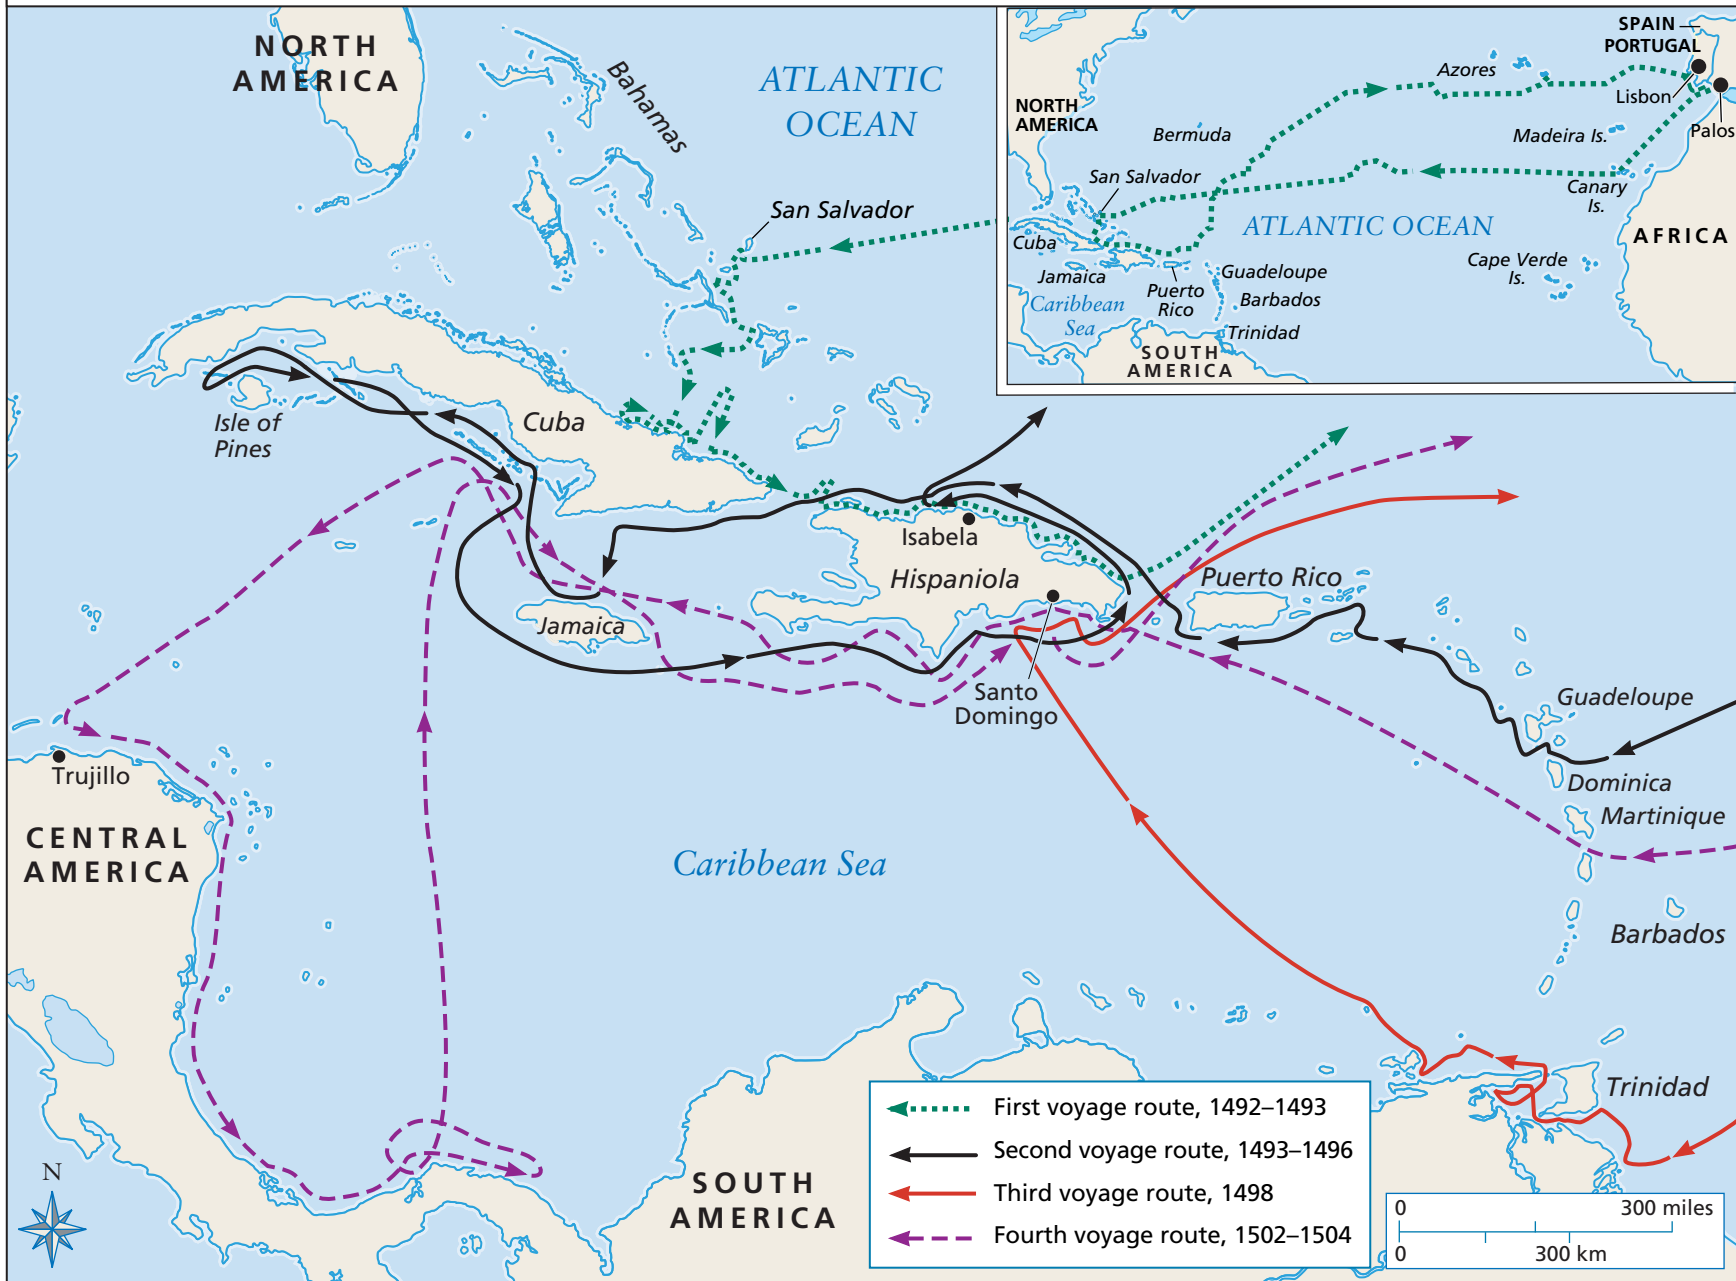 NORTH
AMERICA
Bahamas
ATLANTIC
OCEAN
San Salvador
Isle of
Pines
Cuba
Isabela
Hispaniola
Jamaica
Santo
Domingo
Puerto Rico
Guadeloupe
Dominica
Martinique
Barbados
Trinidad
Trujillo
CENTRAL
AMERICA
Caribbean Sea
SOUTH
AMERICA
N
SPAIN
PORTUGAL
Azores
Lisbon
Palos
NORTH
AMERICA
Bermuda
Madeira Is.
San Salvador
Canary
Is.
ATLANTIC OCEAN
AFRICA
Cuba
Jamaica
Puerto
Rico
Guadeloupe
Barbados
Trinidad
Cape Verde
Is.
Caribbean
Sea
SOUTH
AMERICA
First voyage route, 1492–1493
Second voyage route, 1493–1496
Third voyage route, 1498
Fourth voyage route, 1502–1504
0 300 miles
0 300 km